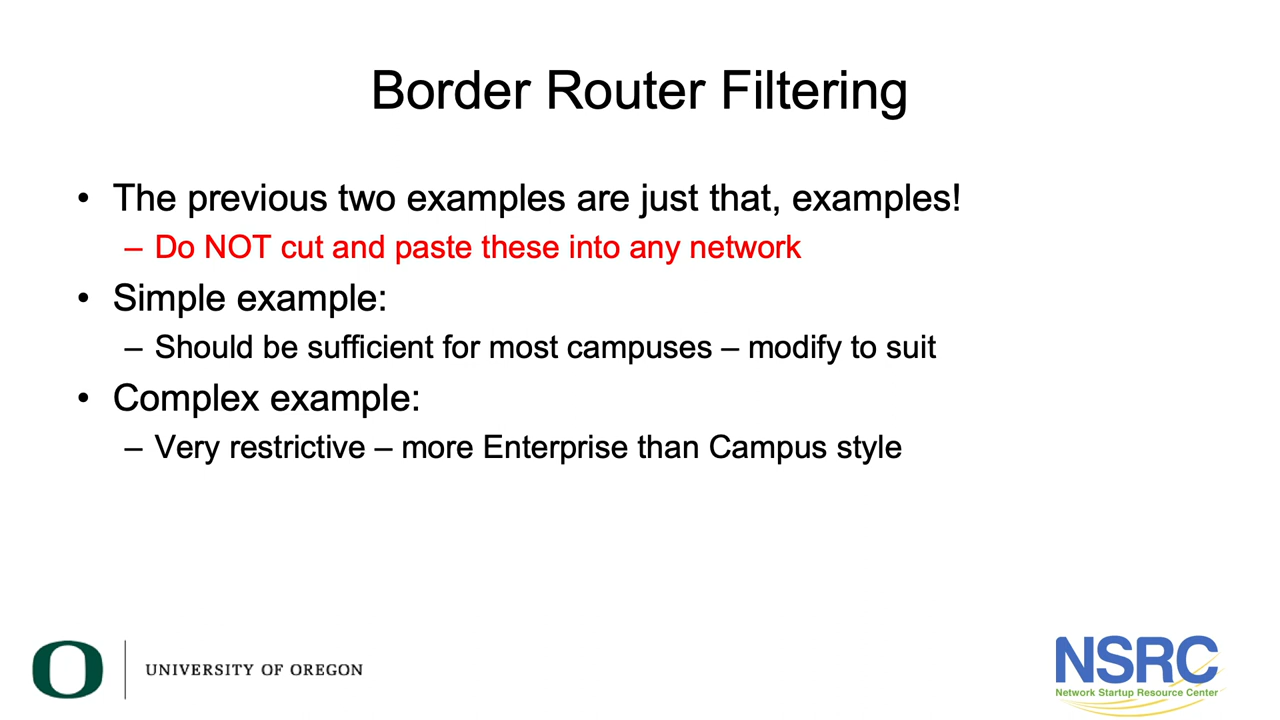 Border Router Filtering
• The previous two examples are just that, examples!
– Do NOT cut and paste these into any network
• Simple example:
– Should be sufficient for most campuses – modify to suit
• Complex example:
– Very restrictive – more Enterprise than Campus style
O UNIVERSITY OF OREGON
NSRC
Network Startup Resource Center